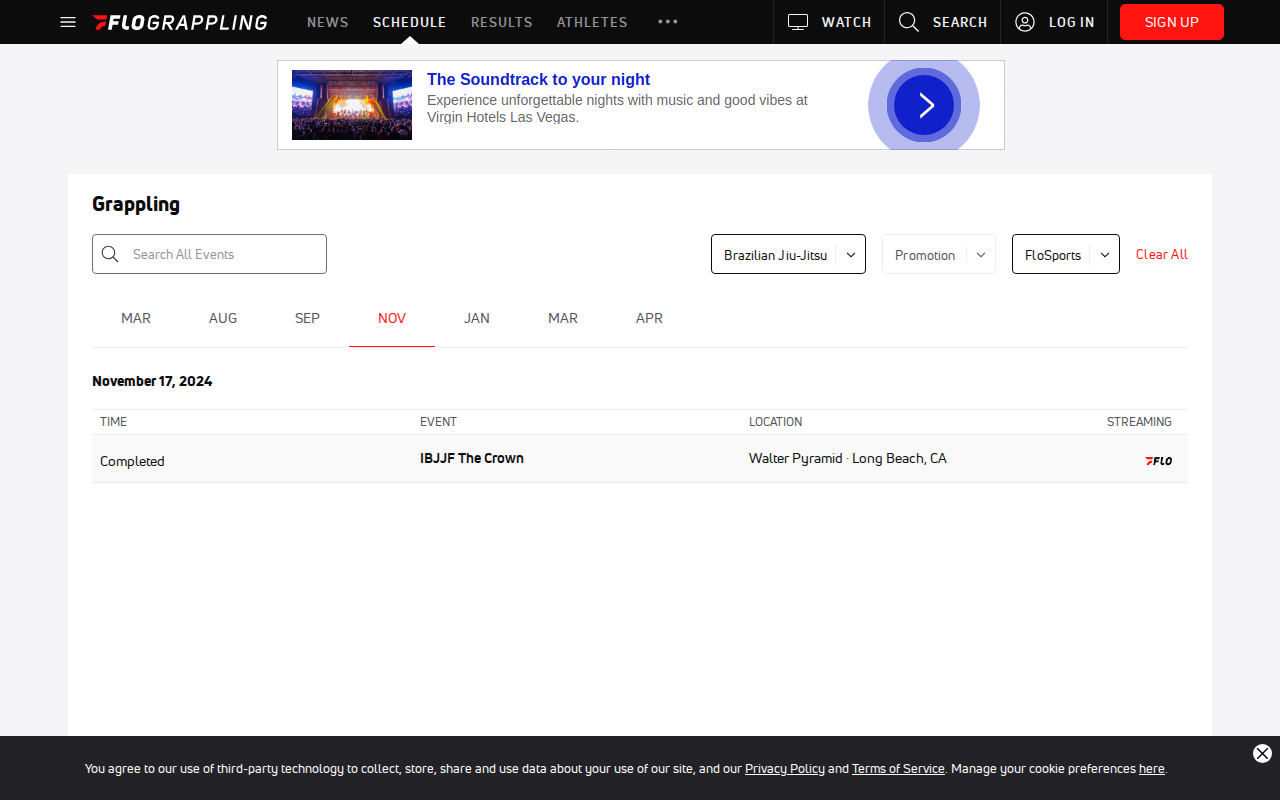 FLOGRAPPLING NEWS SCHEDULE RESULTS ATHLETES WATCH SEARCH LOG IN SIGN UP
The Soundtrack to your night
Experience unforgettable nights with music and good vibes at
Virgin Hotels Las Vegas.
Grappling
Search All Events Brazilian Jiu-Jitsu Promotion FloSports Clear All
MAR AUG SEP NOV JAN MAR APR
November 17, 2024
TIME EVENT LOCATION STREAMING
Completed IBJJF The Crown Walter Pyramid · Long Beach, CA FLO
You agree to our use of third-party technology to collect, store, share and use data about your use of our site, and our Privacy Policy and Terms of Service. Manage your cookie preferences here.